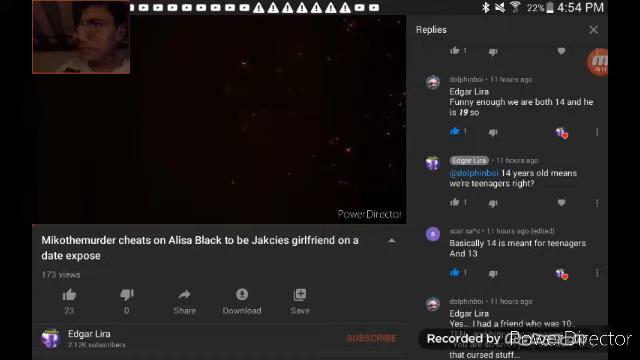 22% 4:54 PM
Replies
dolphinboi • 11 hours ago
Edgar Lira
Funny enough we are both 14 and he
is 19 so
1
Edgar Lira • 11 hours ago
@dolphinboi 14 years old means
we're teenagers right?
1
11 hours ago (edited)
Basically 14 is meant for teenagers
And 13
1
dolphinboi • 11 hours ago
Edgar Lira
Yes... I had a friend who was 10..
that cursed stuff...
PowerDirector
Mikothemurder cheats on Alisa Black to be Jakcies girlfriend on a
date expose
173 views
23
0
Share
Download
Save
Edgar Lira
2.12K subscribers
SUBSCRIBE
Recorded by
PowerDirector